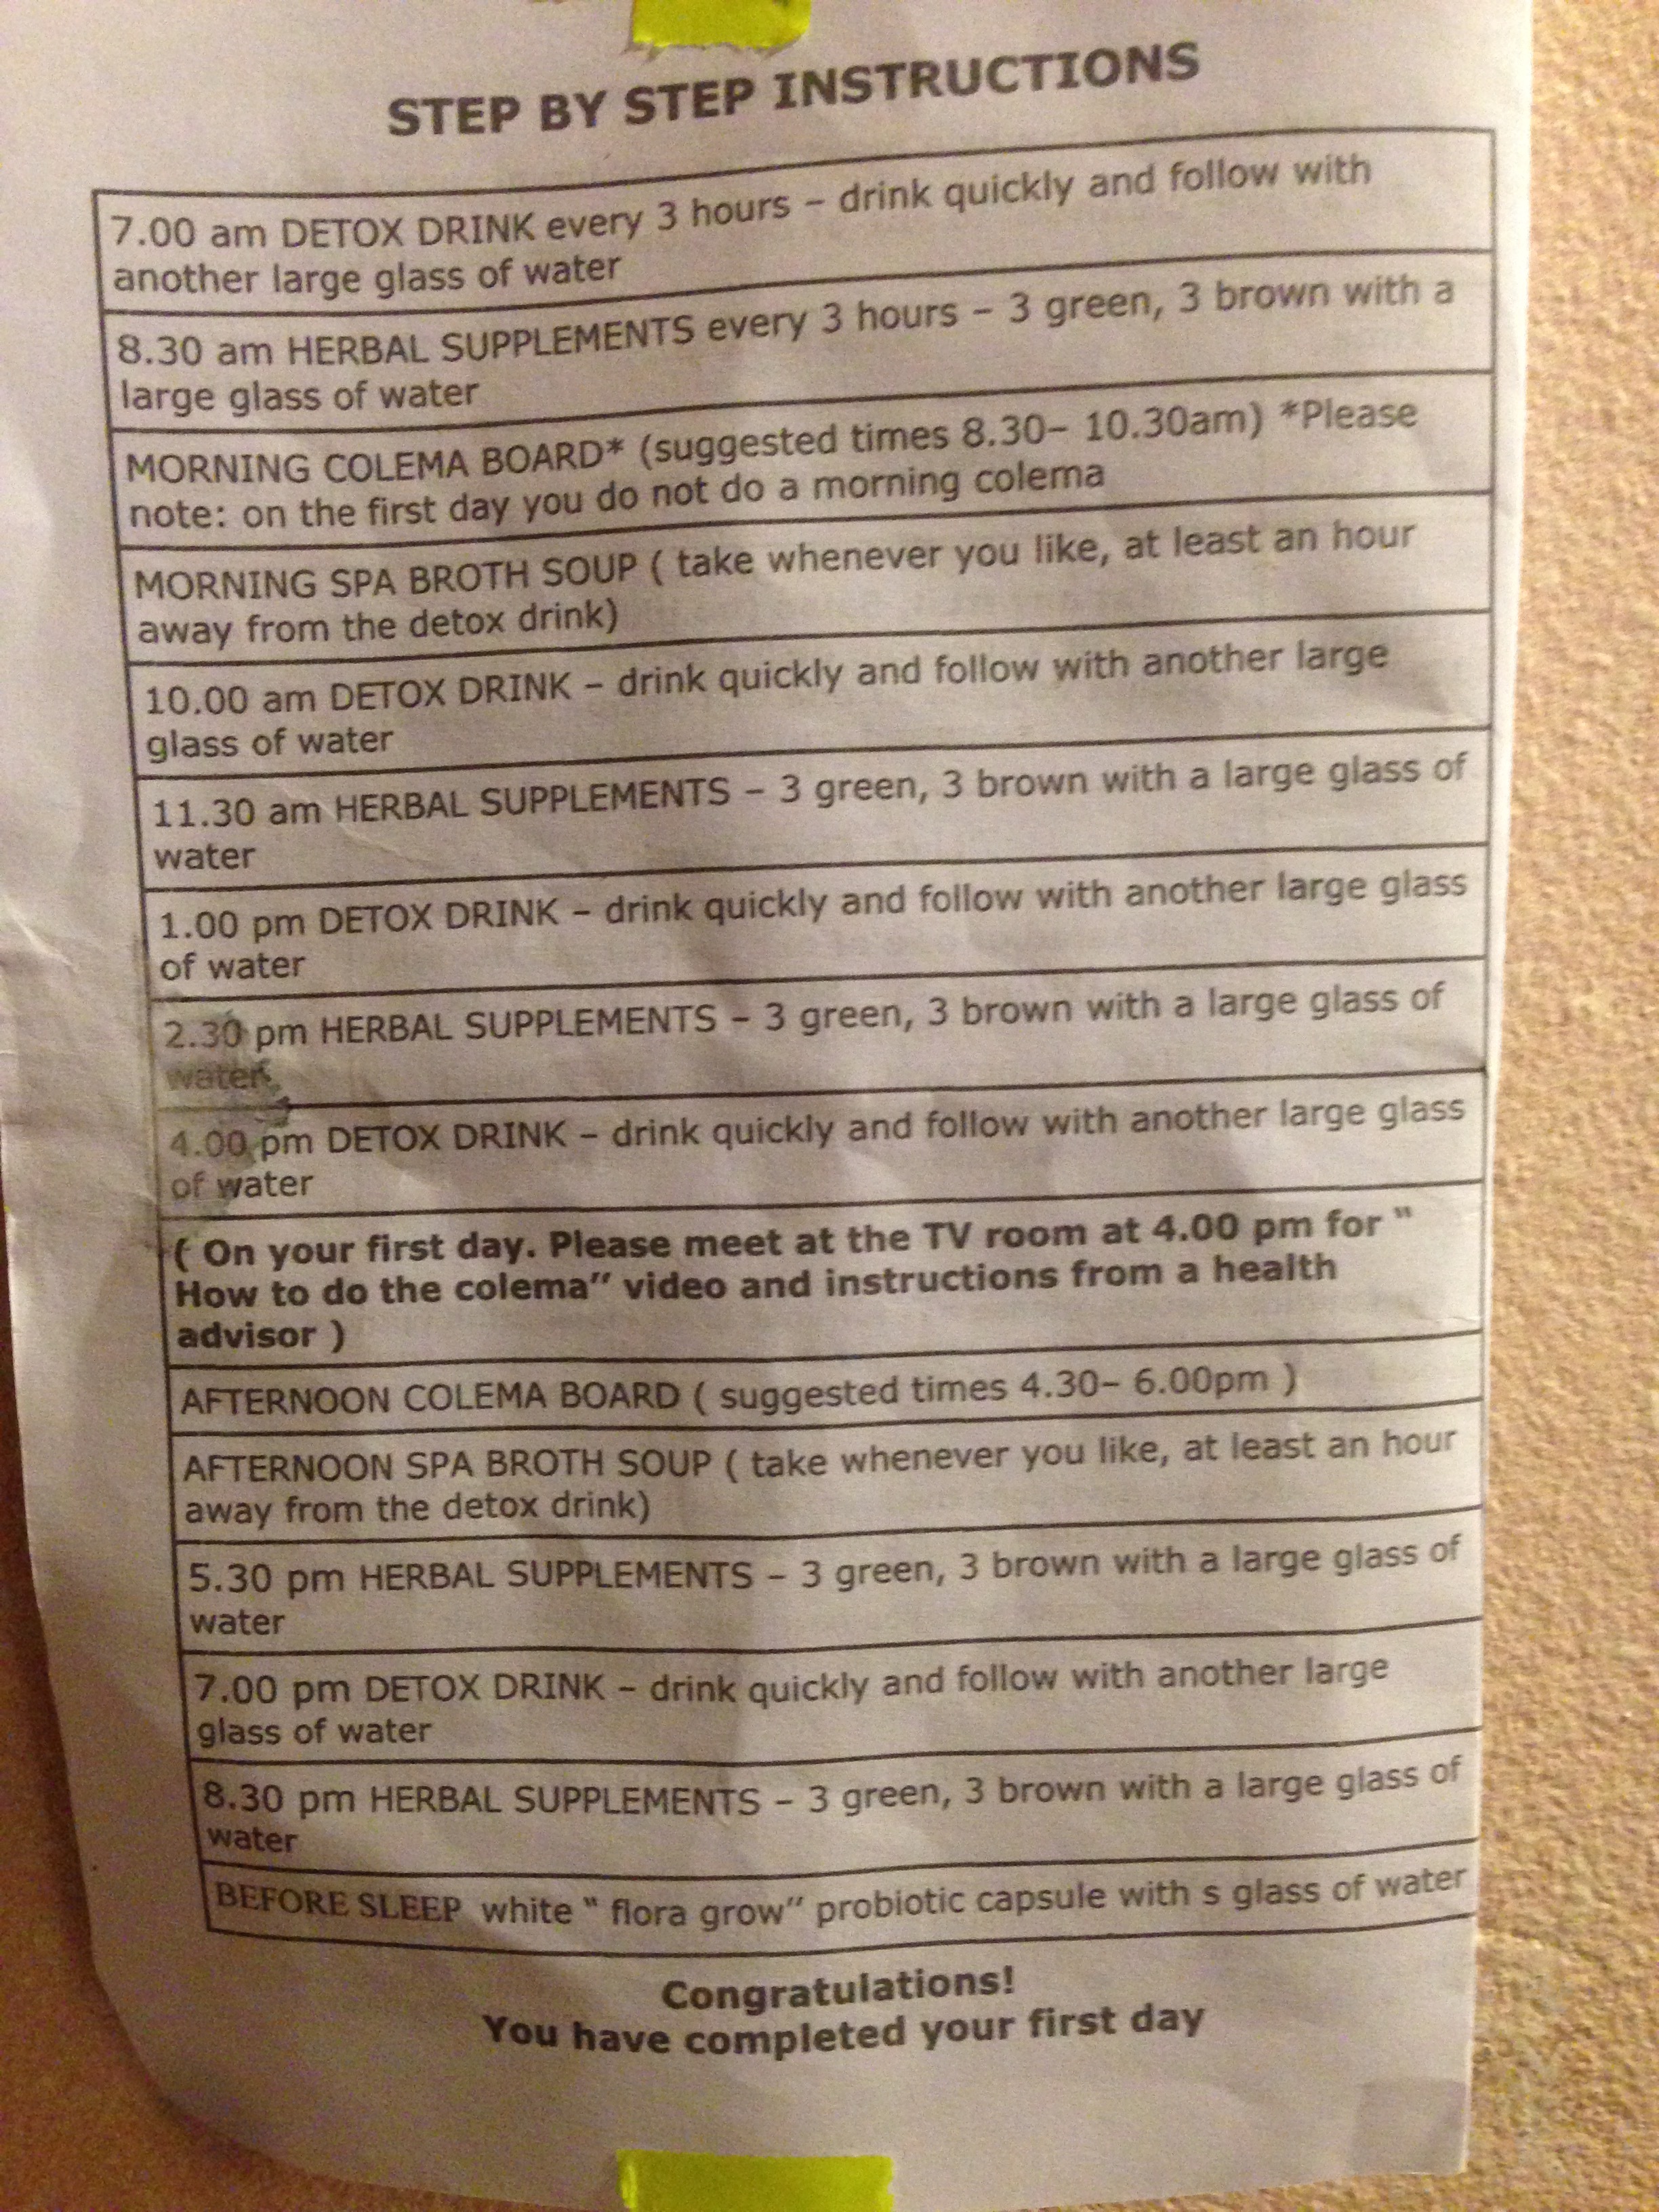 STEP BY STEP INSTRUCTIONS
7.00 am DETOX DRINK every 3 hours – drink quickly and follow with
another large glass of water
8.30 am HERBAL SUPPLEMENTS every 3 hours – 3 green, 3 brown with a
large glass of water
MORNING COLEMA BOARD* (suggested times 8.30– 10.30am) *Please
note: on the first day you do not do a morning colema
MORNING SPA BROTH SOUP ( take whenever you like, at least an hour
away from the detox drink)
10.00 am DETOX DRINK – drink quickly and follow with another large
glass of water
11.30 am HERBAL SUPPLEMENTS – 3 green, 3 brown with a large glass of
water
1.00 pm DETOX DRINK – drink quickly and follow with another large glass
of water
2.30 pm HERBAL SUPPLEMENTS – 3 green, 3 brown with a large glass of
water
4.00 pm DETOX DRINK – drink quickly and follow with another large glass
of water
( On your first day. Please meet at the TV room at 4.00 pm for "
How to do the colema" video and instructions from a health
advisor )
AFTERNOON COLEMA BOARD ( suggested times 4.30– 6.00pm )
AFTERNOON SPA BROTH SOUP ( take whenever you like, at least an hour
away from the detox drink)
5.30 pm HERBAL SUPPLEMENTS – 3 green, 3 brown with a large glass of
water
7.00 pm DETOX DRINK – drink quickly and follow with another large
glass of water
8.30 pm HERBAL SUPPLEMENTS – 3 green, 3 brown with a large glass of
water
BEFORE SLEEP white " flora grow" probiotic capsule with s glass of water
Congratulations!
You have completed your first day